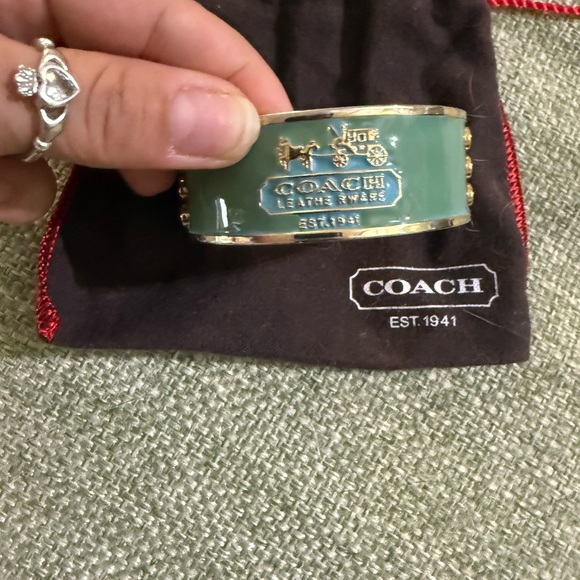 COACH
LEATHERWARE
EST.1941
COACH
EST. 1941